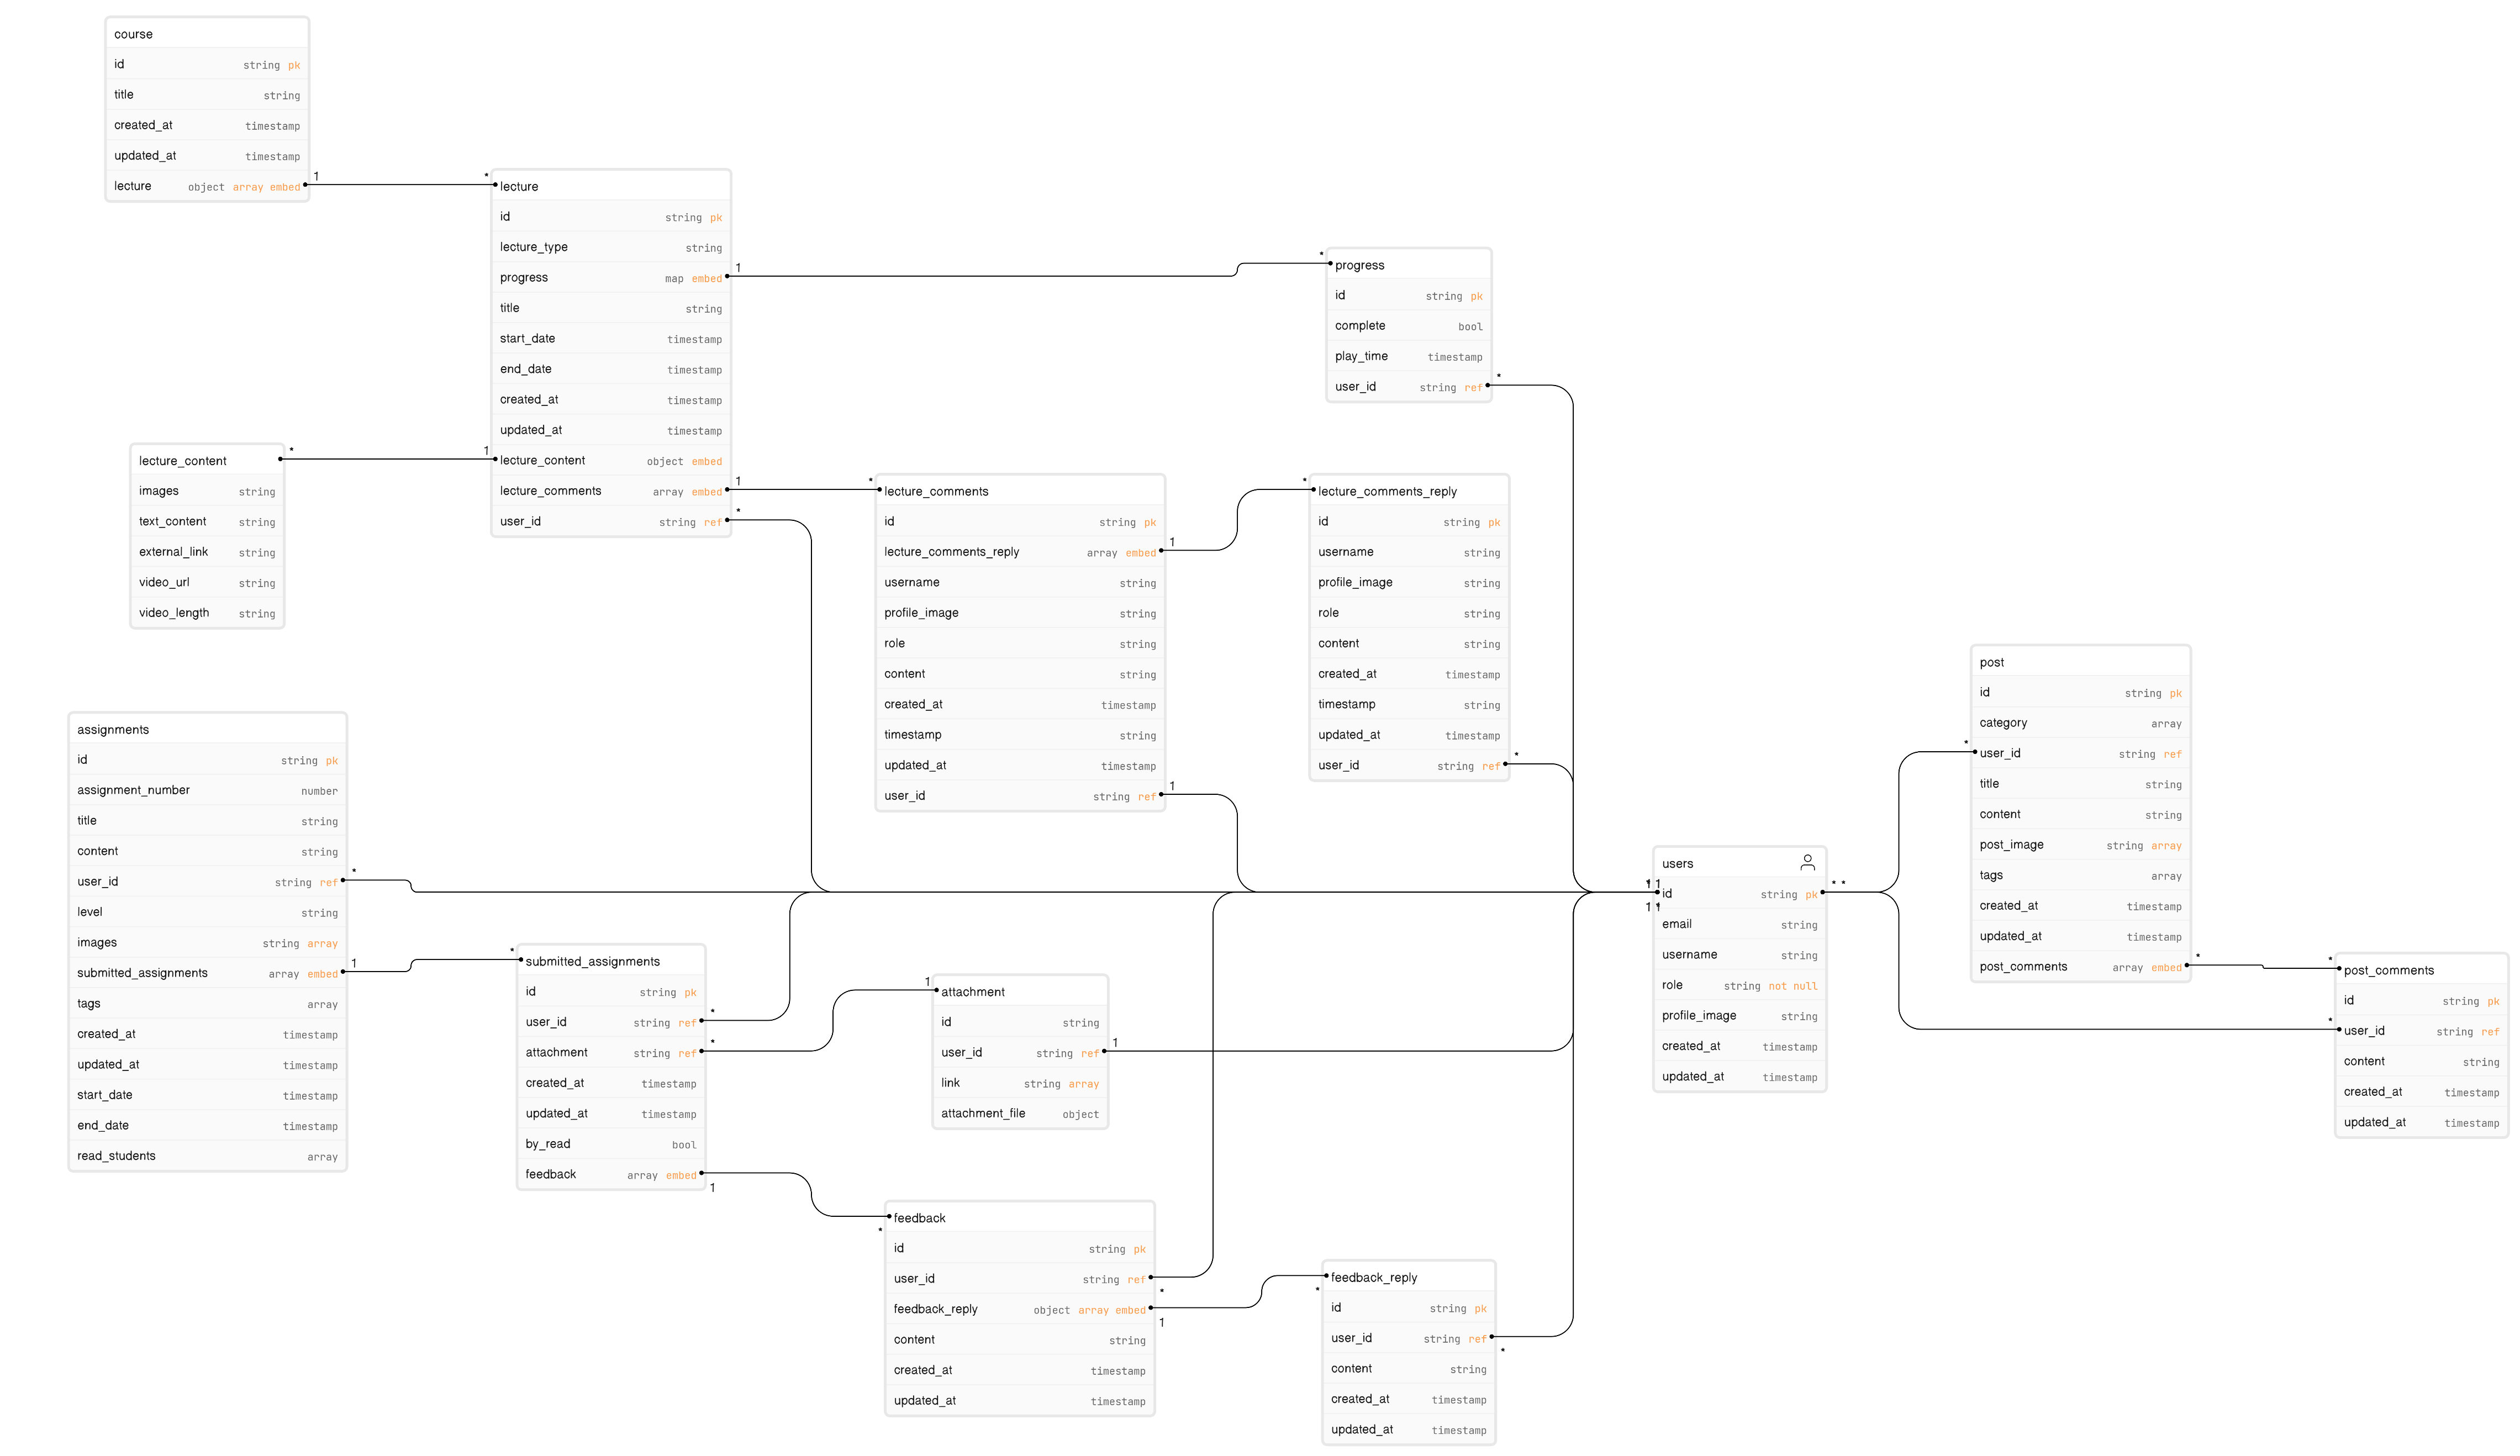 course
id string pk
title string
created_at timestamp
updated_at timestamp
lecture object array embed
1
*
lecture
id string pk
lecture_type string
progress map embed
1
title string
start_date timestamp
end_date timestamp
created_at timestamp
updated_at timestamp
1
lecture_content object embed
lecture_comments array embed
1
user_id string ref
*
*
progress
id string pk
complete bool
play_time timestamp
user_id string ref
*
lecture_content
*
images string
text_content string
external_link string
video_url string
video_length string
*
lecture_comments
id string pk
lecture_comments_reply array embed
1
username string
profile_image string
role string
content string
created_at timestamp
timestamp string
updated_at timestamp
user_id string ref
1
*
lecture_comments_reply
id string pk
username string
profile_image string
role string
content string
created_at timestamp
timestamp string
updated_at timestamp
user_id string ref
*
assignments
id string pk
assignment_number number
title string
content string
user_id string ref
*
level string
images string array
submitted_assignments array embed
1
tags array
created_at timestamp
updated_at timestamp
start_date timestamp
end_date timestamp
read_students array
*
submitted_assignments
id string pk
user_id string ref
*
attachment string ref
*
created_at timestamp
updated_at timestamp
by_read bool
feedback array embed
1
1
attachment
id string
user_id string ref
1
link string array
attachment_file object
feedback
*
id string pk
user_id string ref
*
feedback_reply object array embed
1
content string
created_at timestamp
updated_at timestamp
feedback_reply
*
id string pk
user_id string ref
*
content string
created_at timestamp
updated_at timestamp
users
1 1
id string pk
* *
1
email string
username string
role string not null
profile_image string
created_at timestamp
updated_at timestamp
post
id string pk
category array
*
user_id string ref
title string
content string
post_image string array
tags array
created_at timestamp
updated_at timestamp
post_comments array embed
*
*
post_comments
id string pk
*
user_id string ref
content string
created_at timestamp
updated_at timestamp